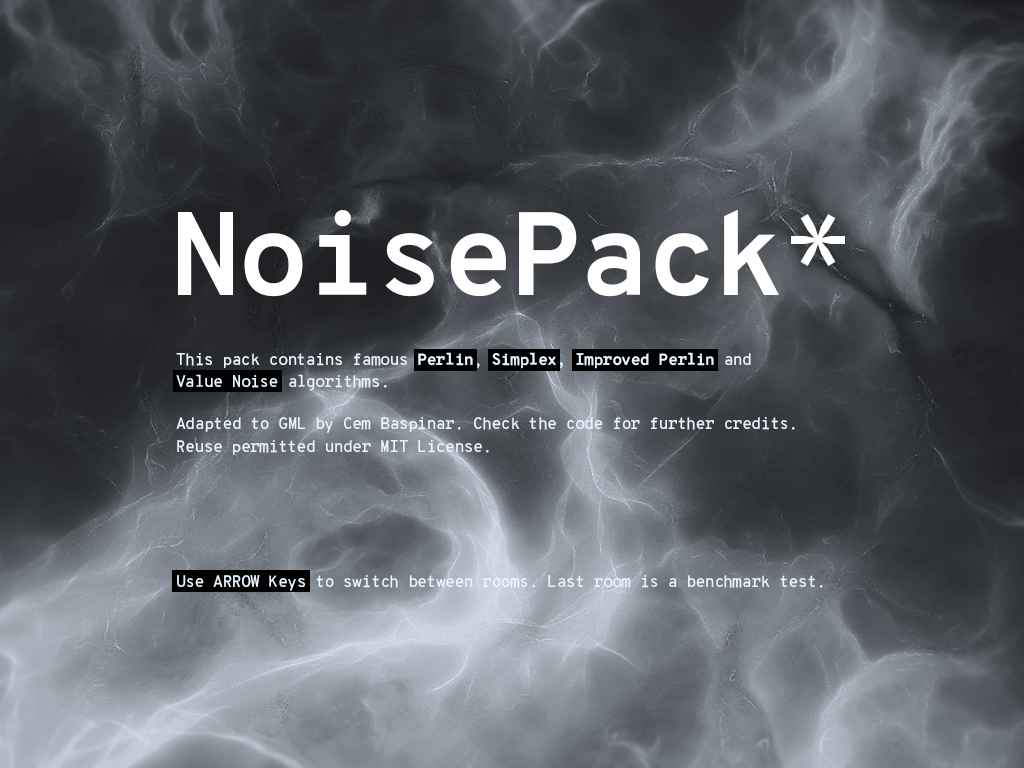 NoisePack*
This pack contains famous Perlin, Simplex, Improved Perlin and
Value Noise algorithms.
Adapted to GML by Cem Baspinar. Check the code for further credits.
Reuse permitted under MIT License.
Use ARROW Keys to switch between rooms. Last room is a benchmark test.